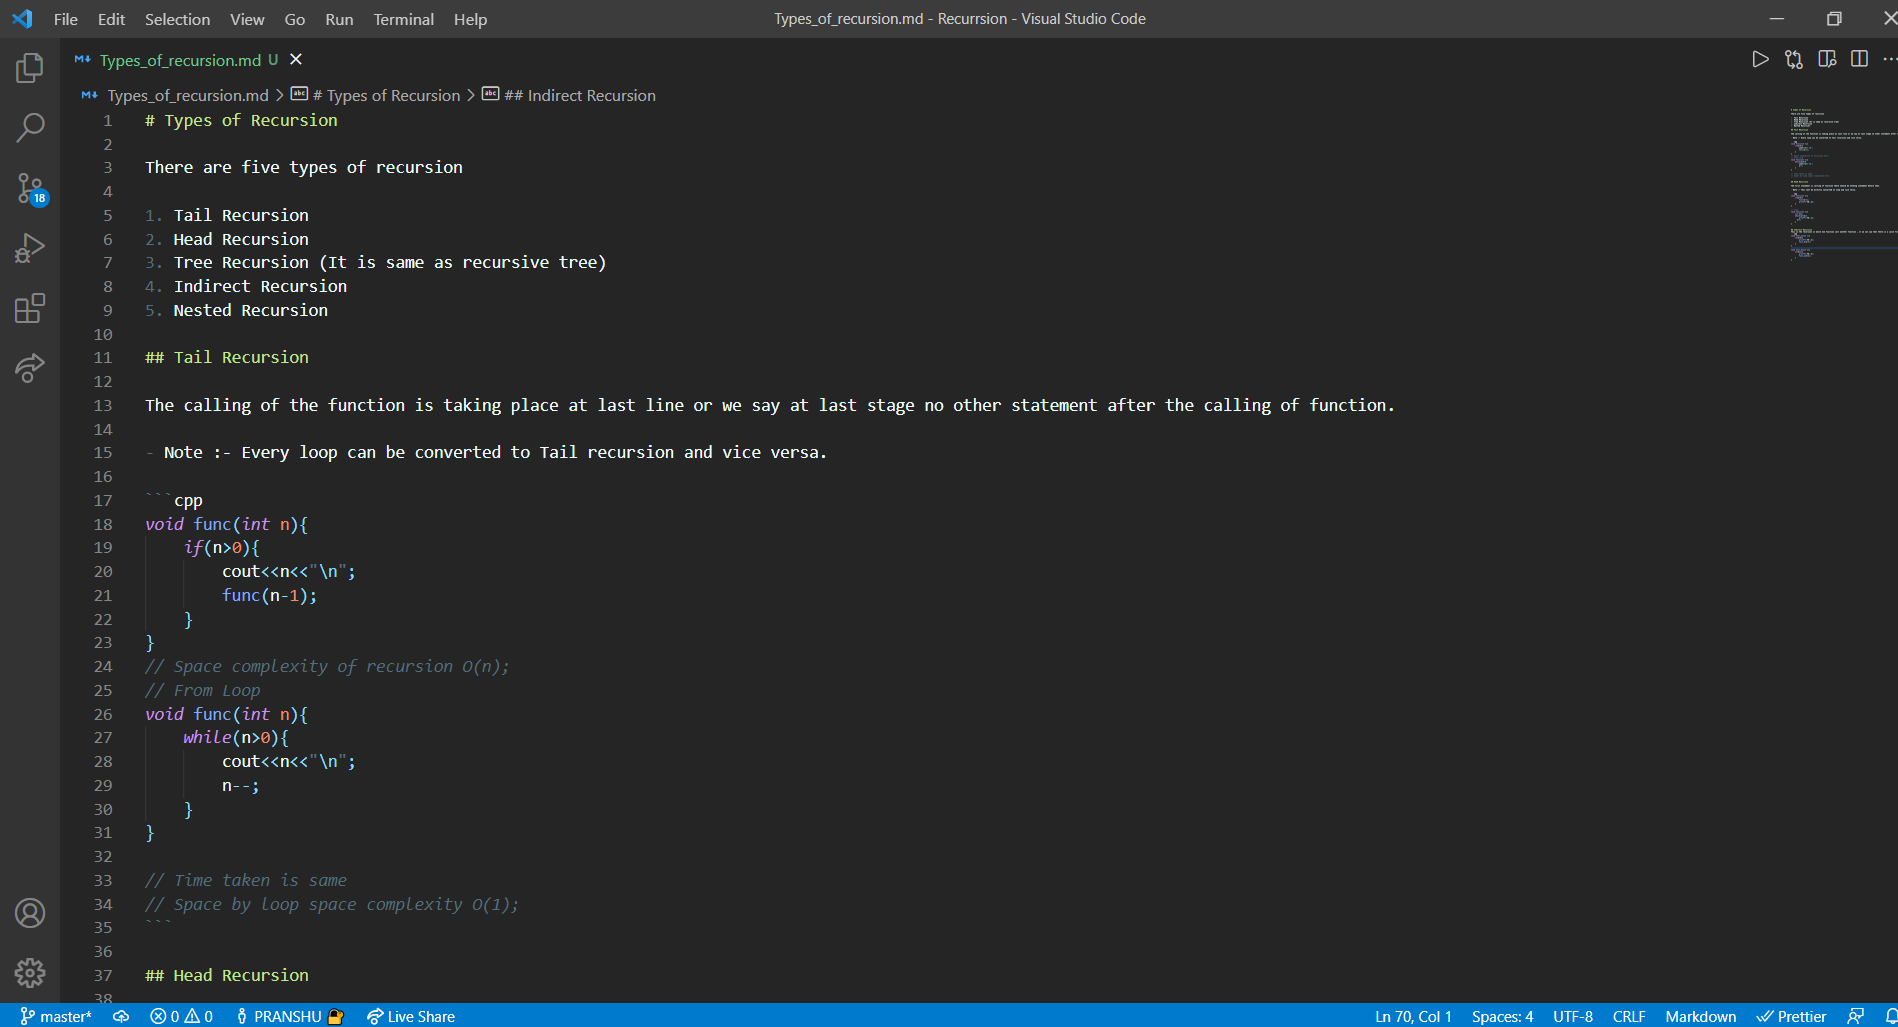 File Edit Selection View Go Run Terminal Help
Types_of_recursion.md - Recurrsion - Visual Studio Code
Types_of_recursion.md U
Types_of_recursion.md > # Types of Recursion > ## Indirect Recursion
1 # Types of Recursion
2
3 There are five types of recursion
4
5 1. Tail Recursion
6 2. Head Recursion
7 3. Tree Recursion (It is same as recursive tree)
8 4. Indirect Recursion
9 5. Nested Recursion
10
11 ## Tail Recursion
12
13 The calling of the function is taking place at last line or we say at last stage no other statement after the calling of function.
14
15 - Note :- Every loop can be converted to Tail recursion and vice versa.
16
17 ```cpp
18 void func(int n){
19     if(n>0){
20         cout<<n<<"\n";
21         func(n-1);
22     }
23 }
24 // Space complexity of recursion O(n);
25 // From Loop
26 void func(int n){
27     while(n>0){
28         cout<<n<<"\n";
29         n--;
30     }
31 }
32
33 // Time taken is same
34 // Space by loop space complexity O(1);
35 ```
36
37 ## Head Recursion
38
18
master* 0 0 PRANSHU Live Share Ln 70, Col 1 Spaces: 4 UTF-8 CRLF Markdown Prettier